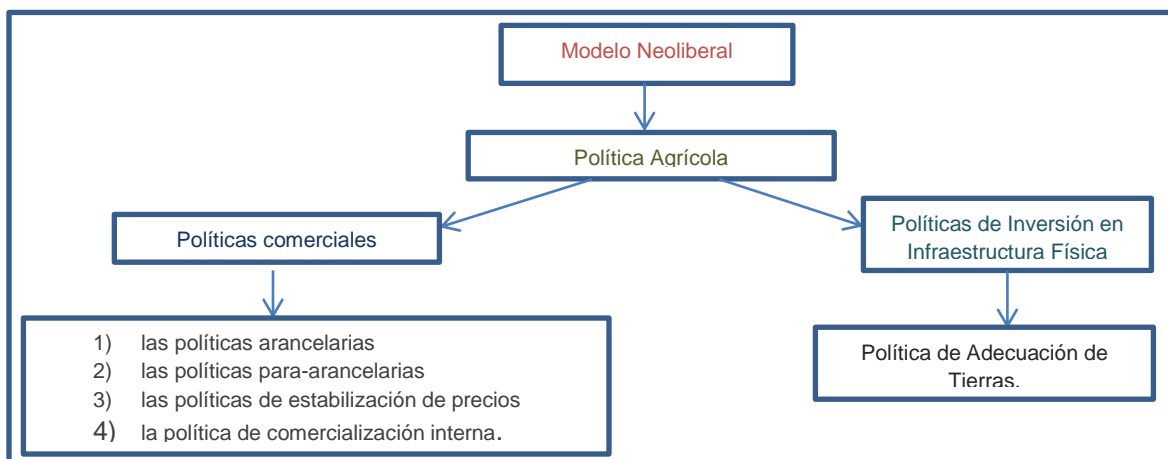 Modelo Neoliberal
Política Agrícola
Políticas comerciales
Políticas de Inversión en
Infraestructura Física
1) las políticas arancelarias
2) las políticas para-arancelarias
3) las políticas de estabilización de precios
4) la política de comercialización interna.
Política de Adecuación de
Tierras.